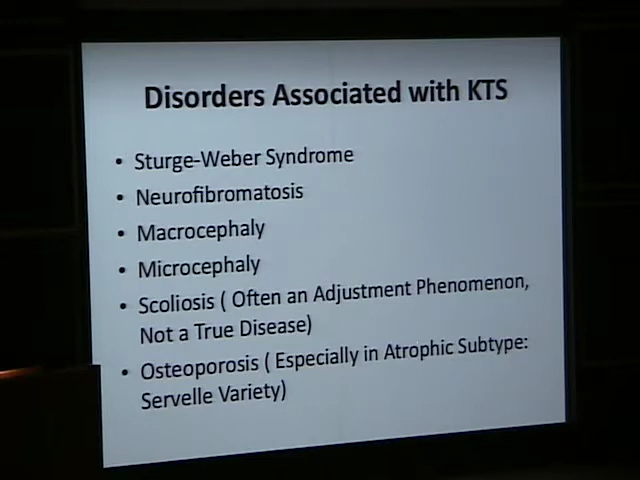 Disorders Associated with KTS
• Sturge-Weber Syndrome
• Neurofibromatosis
• Macrocephaly
• Microcephaly
• Scoliosis ( Often an Adjustment Phenomenon,
Not a True Disease)
• Osteoporosis ( Especially in Atrophic Subtype:
Servelle Variety)